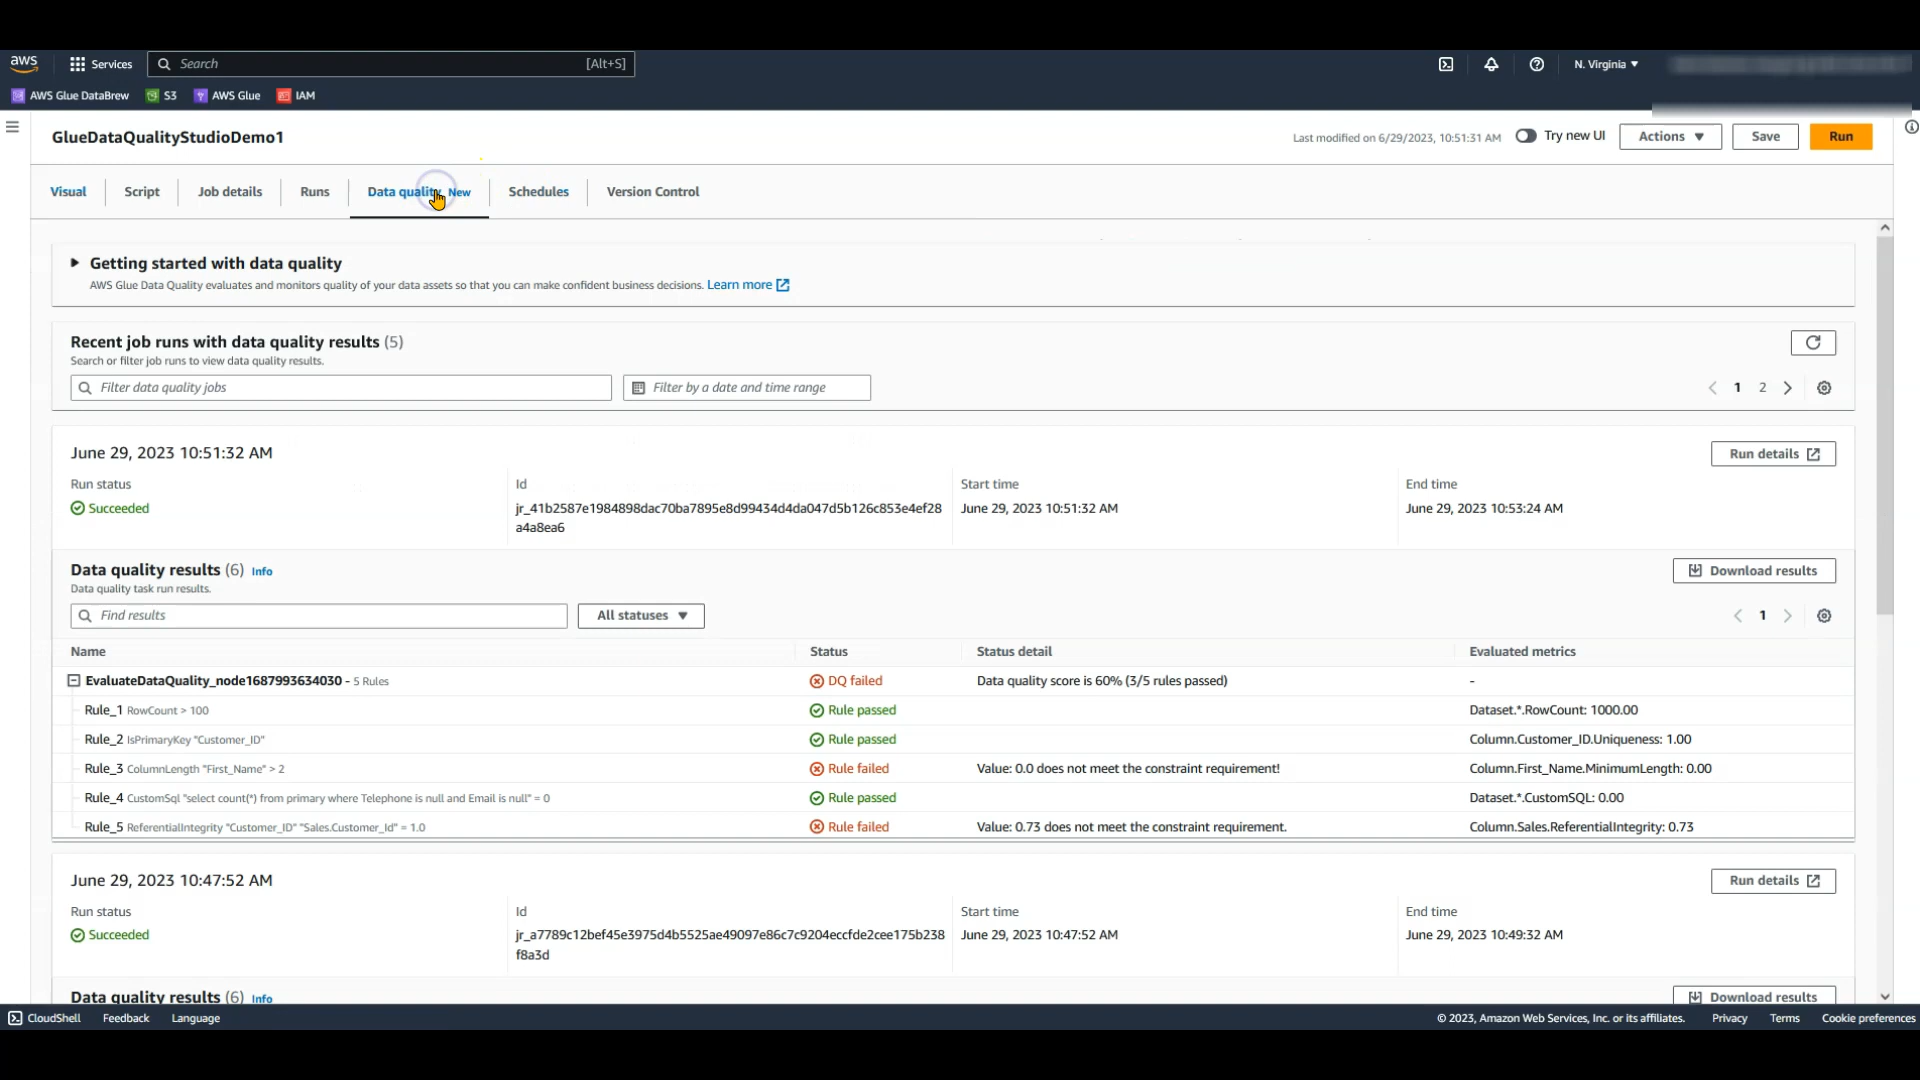 aws Services Search [Alt+S] N. Virginia ▼
AWS Glue DataBrew S3 AWS Glue IAM
GlueDataQualityStudioDemo1 Last modified on 6/29/2023, 10:51:31 AM Try new UI Actions ▼ Save Run
Visual Script Job details Runs Data quality New Schedules Version Control
Getting started with data quality
AWS Glue Data Quality evaluates and monitors quality of your data assets so that you can make confident business decisions. Learn more
Recent job runs with data quality results (5)
Search or filter job runs to view data quality results.
Filter data quality jobs Filter by a date and time range 1 2
June 29, 2023 10:51:32 AM Run details
Run status Id Start time End time
Succeeded jr_41b2587e1984898dac70ba7895e8d99434d4da047d5b126c853e4ef28 June 29, 2023 10:51:32 AM June 29, 2023 10:53:24 AM
a4a8ea6
Data quality results (6) Info Download results
Data quality task run results.
Find results All statuses ▼ 1
Name Status Status detail Evaluated metrics
EvaluateDataQuality_node1687993634030 - 5 Rules DQ failed Data quality score is 60% (3/5 rules passed) -
Rule_1 RowCount > 100 Rule passed Dataset.*.RowCount: 1000.00
Rule_2 IsPrimaryKey "Customer_ID" Rule passed Column.Customer_ID.Uniqueness: 1.00
Rule_3 ColumnLength "First_Name" > 2 Rule failed Value: 0.0 does not meet the constraint requirement! Column.First_Name.MinimumLength: 0.00
Rule_4 CustomSql "select count(*) from primary where Telephone is null and Email is null" = 0 Rule passed Dataset.*.CustomSQL: 0.00
Rule_5 ReferentialIntegrity "Customer_ID" "Sales.Customer_Id" = 1.0 Rule failed Value: 0.73 does not meet the constraint requirement. Column.Sales.ReferentialIntegrity: 0.73
June 29, 2023 10:47:52 AM Run details
Run status Id Start time End time
Succeeded jr_a7789c12bef45e3975d4b5525ae49097e86c7c9204eccfde2cee175b238 June 29, 2023 10:47:52 AM June 29, 2023 10:49:32 AM
f8a3d
Data quality results (6) Info Download results
CloudShell Feedback Language © 2023, Amazon Web Services, Inc. or its affiliates. Privacy Terms Cookie preferences